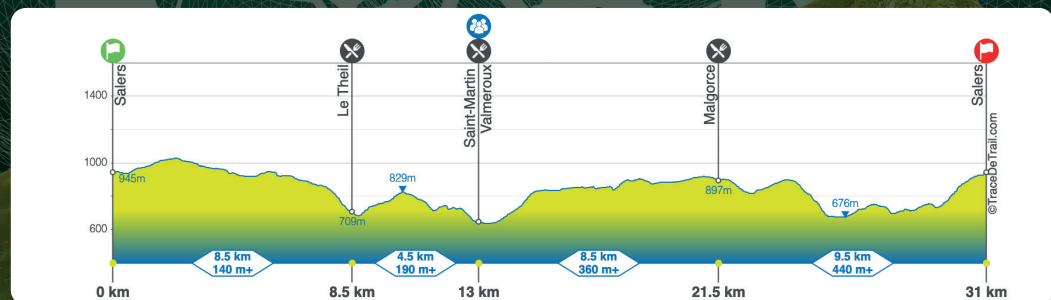 Salers
Le Theil
Saint-Martin
Valmeroux
Malgorce
Salers
1400
1000
600
945m
709m
829m
897m
676m
8.5 km
140 m+
4.5 km
190 m+
8.5 km
360 m+
9.5 km
440 m+
0 km
8.5 km
13 km
21.5 km
31 km
©TraceDeTrail.com